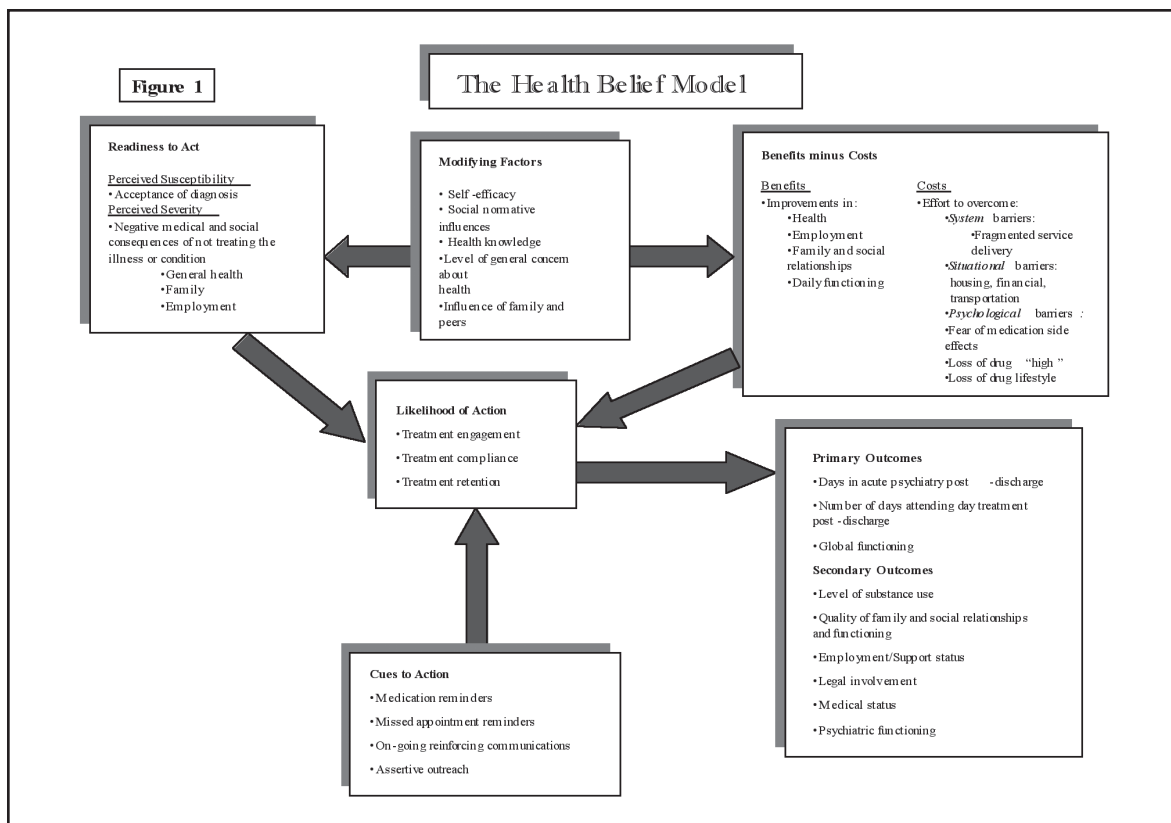 Figure 1
The Health Belief Model
Readiness to Act
Perceived Susceptibility
•Acceptance of diagnosis
Perceived Severity
•Negative medical and social
consequences of not treating the
illness or condition
•General health
•Family
•Employment
Modifying Factors
• Self-efficacy
• Social normative
influences
• Health knowledge
•Level of general concern
about
health
•Influence of family and
peers
Benefits minus Costs
Benefits
•Improvements in:
•Health
•Employment
•Family and social
relationships
•Daily functioning
Costs
•Effort to overcome:
•System barriers:
•Fragmented service
delivery
•Situational barriers:
housing, financial,
transportation
•Psychological barriers :
•Fear of medication side
effects
•Loss of drug “high ”
•Loss of drug lifestyle
Likelihood of Action
•Treatment engagement
•Treatment compliance
•Treatment retention
Primary Outcomes
•Days in acute psychiatry post -discharge
•Number of days attending day treatment
post -discharge
•Global functioning
Secondary Outcomes
•Level of substance use
•Quality of family and social relationships
and functioning
•Employment/Support status
•Legal involvement
•Medical status
•Psychiatric functioning
Cues to Action
•Medication reminders
•Missed appointment reminders
•On-going reinforcing communications
•Assertive outreach